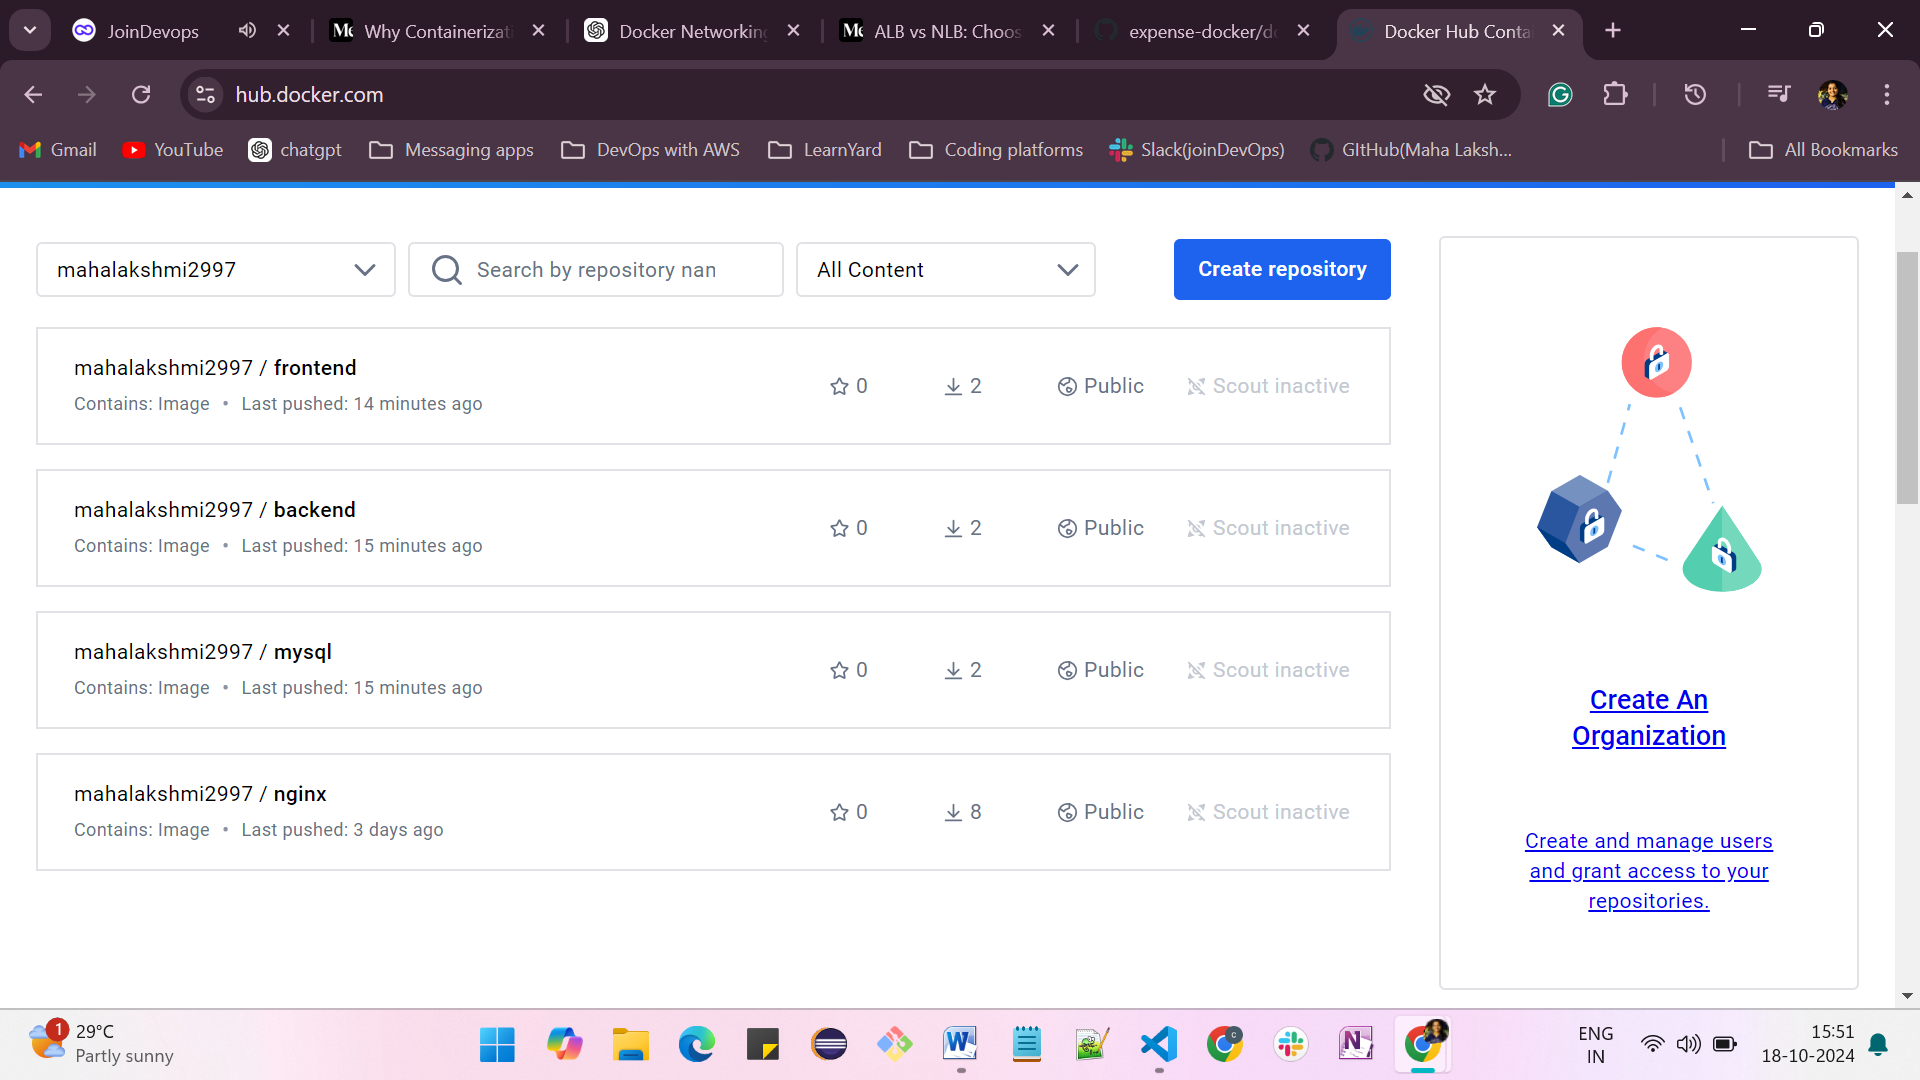 JoinDevops
Why Containerizati
Docker Networking
ALB vs NLB: Choos
expense-docker/do
Docker Hub Contai
hub.docker.com
Gmail
YouTube
chatgpt
Messaging apps
DevOps with AWS
LearnYard
Coding platforms
Slack(joinDevOps)
GItHub(Maha Laksh...
All Bookmarks
mahalakshmi2997
Search by repository nan
All Content
Create repository
mahalakshmi2997 / frontend
Contains: Image • Last pushed: 14 minutes ago
0
2
Public
Scout inactive
mahalakshmi2997 / backend
Contains: Image • Last pushed: 15 minutes ago
0
2
Public
Scout inactive
mahalakshmi2997 / mysql
Contains: Image • Last pushed: 15 minutes ago
0
2
Public
Scout inactive
mahalakshmi2997 / nginx
Contains: Image • Last pushed: 3 days ago
0
8
Public
Scout inactive
Create An
Organization
Create and manage users
and grant access to your
repositories.
1
29°C
Partly sunny
ENG
IN
15:51
18-10-2024